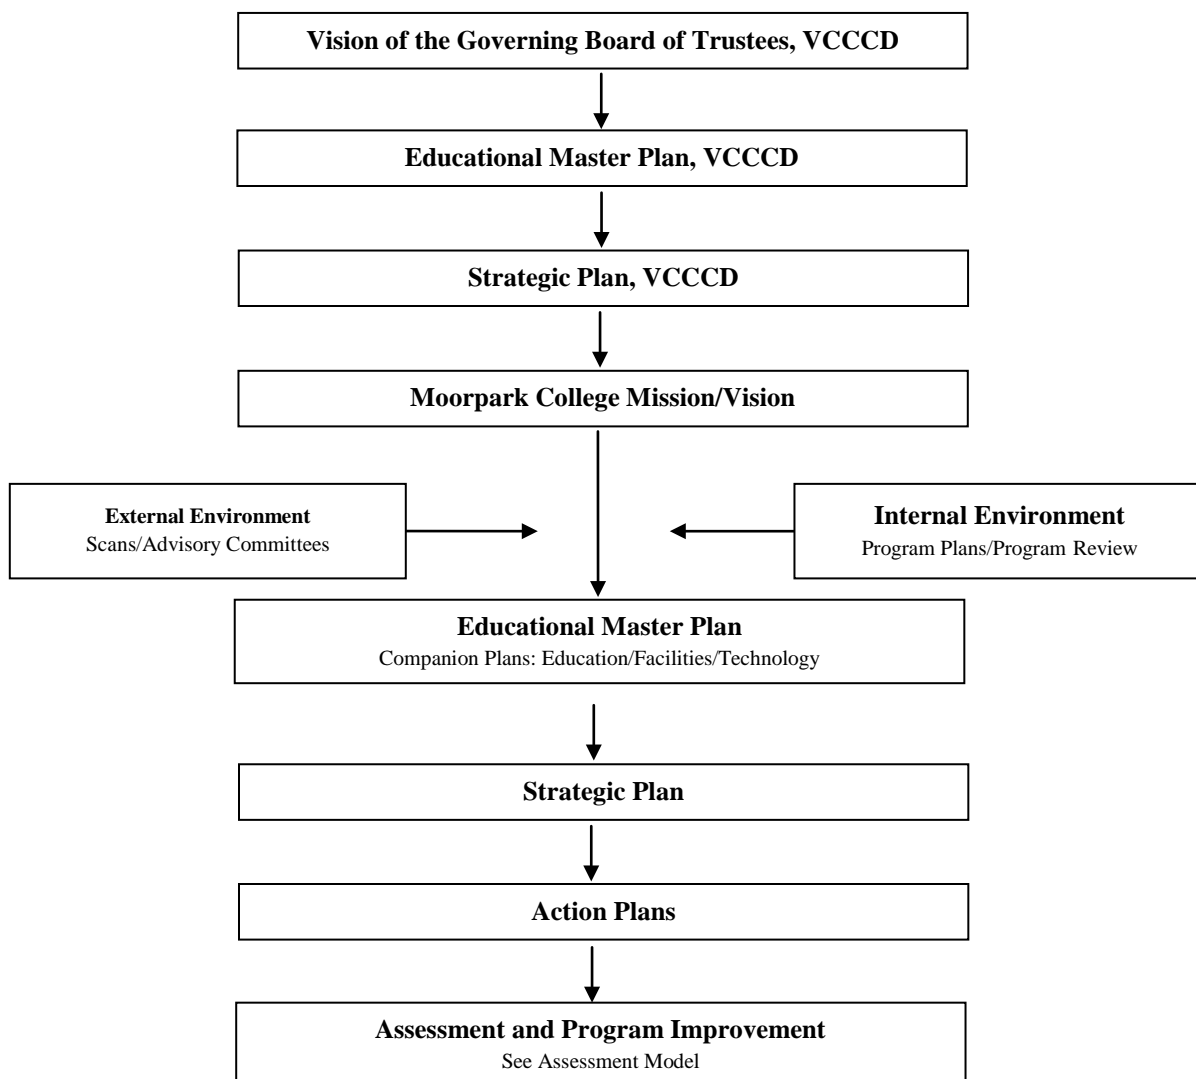 Vision of the Governing Board of Trustees, VCCCD
Educational Master Plan, VCCCD
Strategic Plan, VCCCD
Moorpark College Mission/Vision
External Environment
Scans/Advisory Committees
Internal Environment
Program Plans/Program Review
Educational Master Plan
Companion Plans: Education/Facilities/Technology
Strategic Plan
Action Plans
Assessment and Program Improvement
See Assessment Model